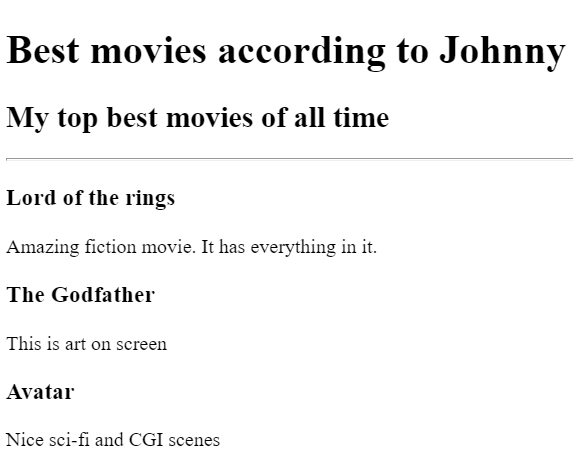 Best movies according to Johnny
My top best movies of all time
Lord of the rings
Amazing fiction movie. It has everything in it.
The Godfather
This is art on screen
Avatar
Nice sci-fi and CGI scenes